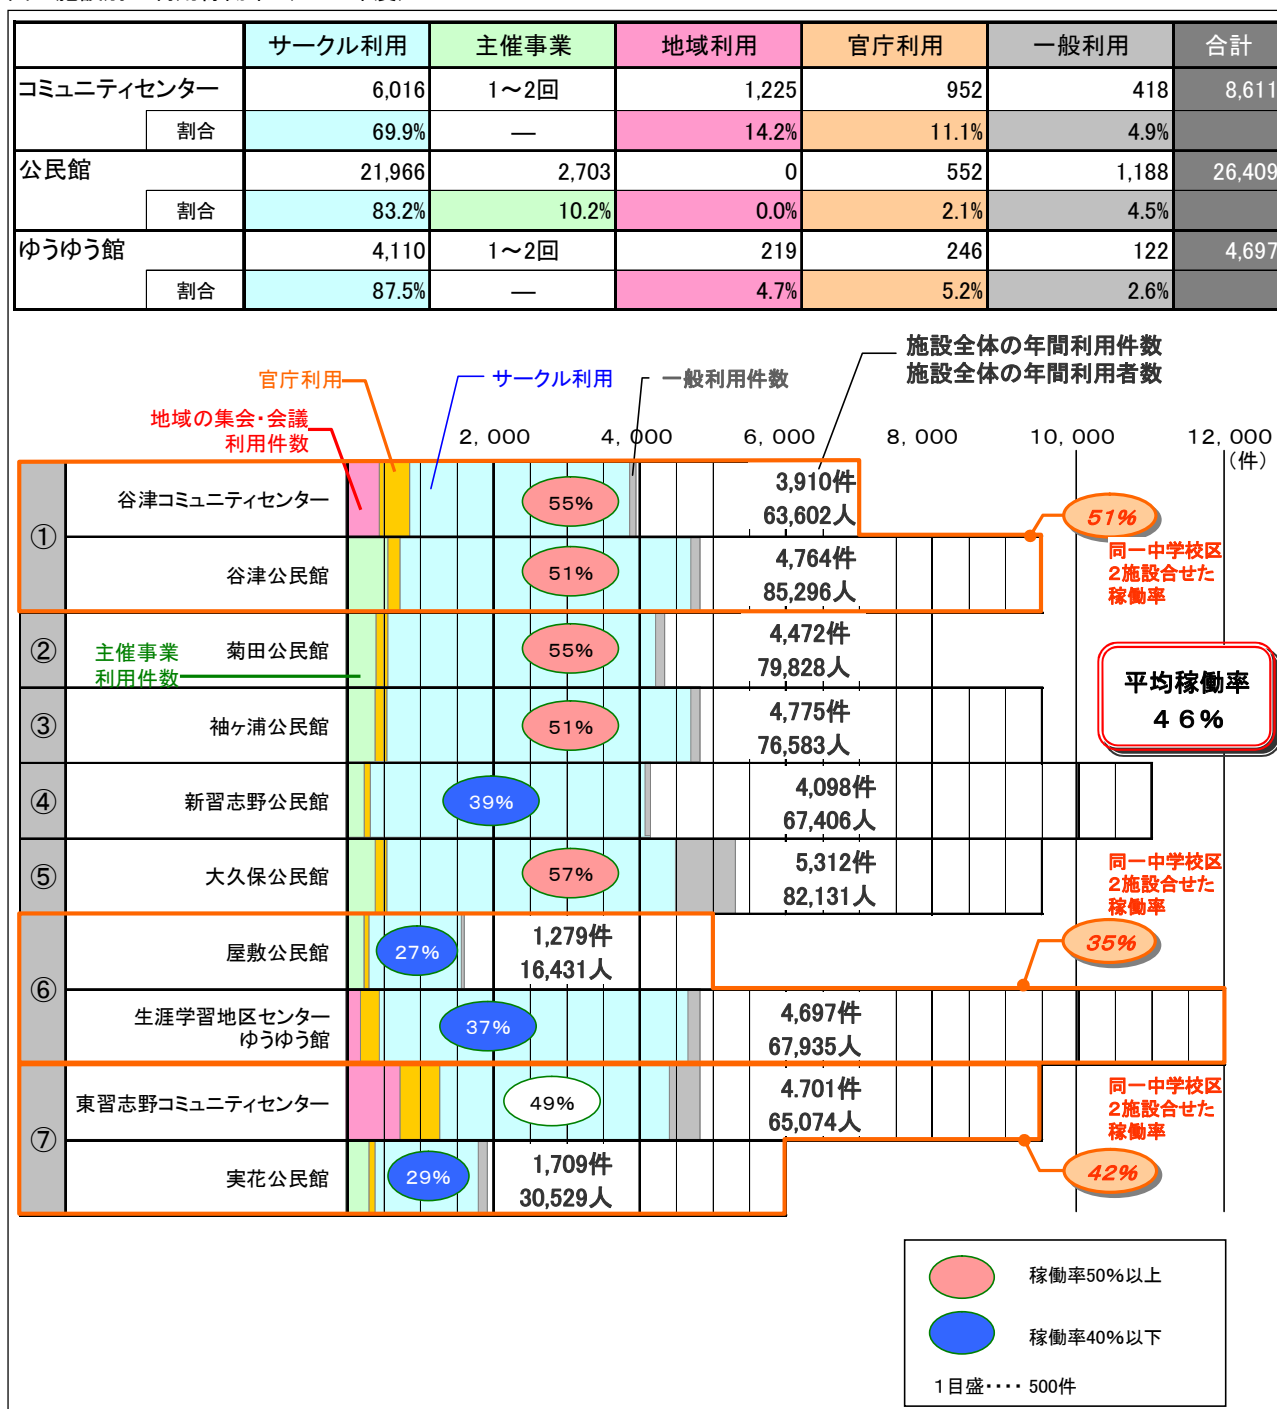 サークル利用 主催事業 地域利用 官庁利用 一般利用 合計
コミュニティセンター 6,016 1～2回 1,225 952 418 8,611
割合 69.9% ― 14.2% 11.1% 4.9%
公民館 21,966 2,703 0 552 1,188 26,409
割合 83.2% 10.2% 0.0% 2.1% 4.5%
ゆうゆう館 4,110 1～2回 219 246 122 4,697
割合 87.5% ― 4.7% 5.2% 2.6%
施設全体の年間利用件数
施設全体の年間利用者数
官庁利用 サークル利用 一般利用件数
地域の集会・会議
利用件数
2,000 4,000 6,000 8,000 10,000 12,000
(件)
① 谷津コミュニティセンター 55% 3,910件
63,602人
谷津公民館 51% 4,764件
85,296人
51%
同一中学校区
2施設合せた
稼働率
② 菊田公民館 55% 4,472件
79,828人
主催事業
利用件数
平均稼働率
46%
③ 袖ヶ浦公民館 51% 4,775件
76,583人
④ 新習志野公民館 39% 4,098件
67,406人
⑤ 大久保公民館 57% 5,312件
82,131人
同一中学校区
2施設合せた
稼働率
35%
⑥ 屋敷公民館 27% 1,279件
16,431人
生涯学習地区センター
ゆうゆう館 37% 4,697件
67,935人
⑦ 東習志野コミュニティセンター 49% 4.701件
65,074人
同一中学校区
2施設合せた
稼働率
42%
実花公民館 29% 1,709件
30,529人
稼働率50%以上
稼働率40%以下
1目盛‥‥ 500件